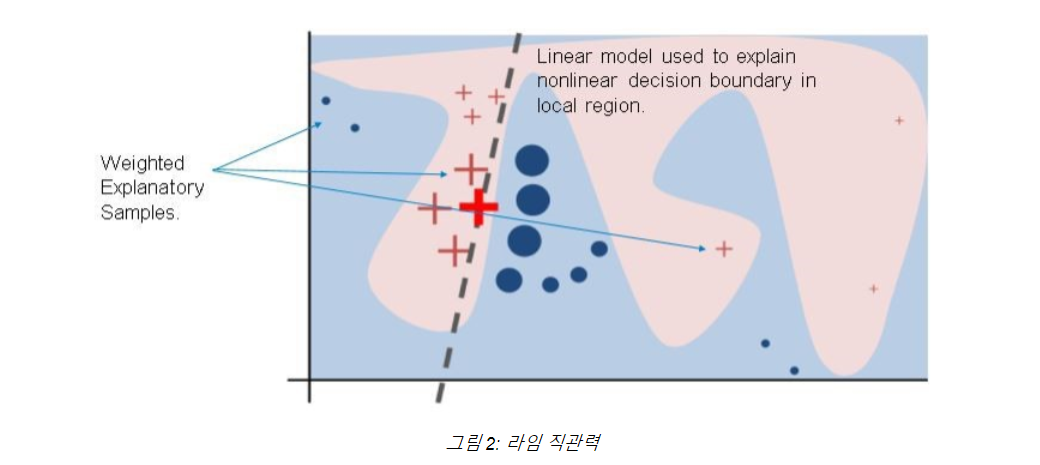 Linear model used to explain
nonlinear decision boundary in
local region.
Weighted
Explanatory
Samples.
그림 2: 라임 직관력